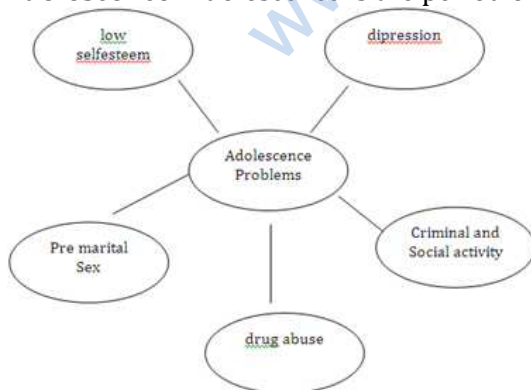 low
selfesteem
dipression
Adolescence
Problems
Pre marital
Sex
Criminal and
Social activity
drug abuse